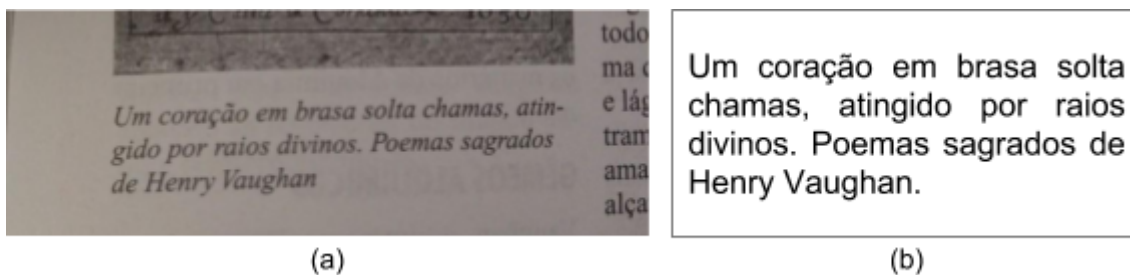 1650
todo
ma
e lág
tram
ama
alça
Um coração em brasa solta chamas, atin-
gido por raios divinos. Poemas sagrados
de Henry Vaughan
(a)
Um coração em brasa solta
chamas, atingido por raios
divinos. Poemas sagrados de
Henry Vaughan.
(b)